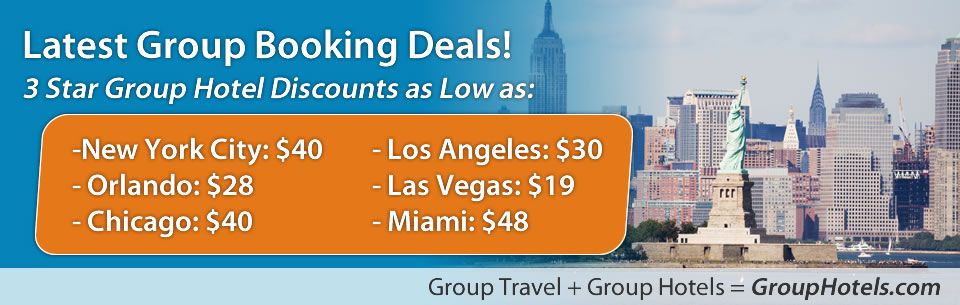 Latest Group Booking Deals!
3 Star Group Hotel Discounts as Low as:
-New York City: $40
- Orlando: $28
- Chicago: $40
- Los Angeles: $30
- Las Vegas: $19
- Miami: $48
Group Travel + Group Hotels = GroupHotels.com